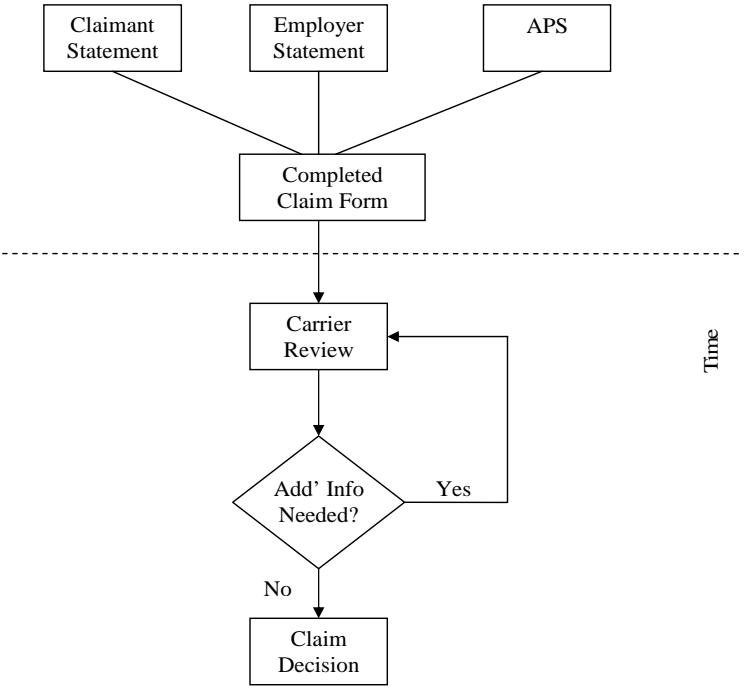 Claimant
Statement
Employer
Statement
APS
Completed
Claim Form
Carrier
Review
Time
Add’ Info
Needed?
Yes
No
Claim
Decision